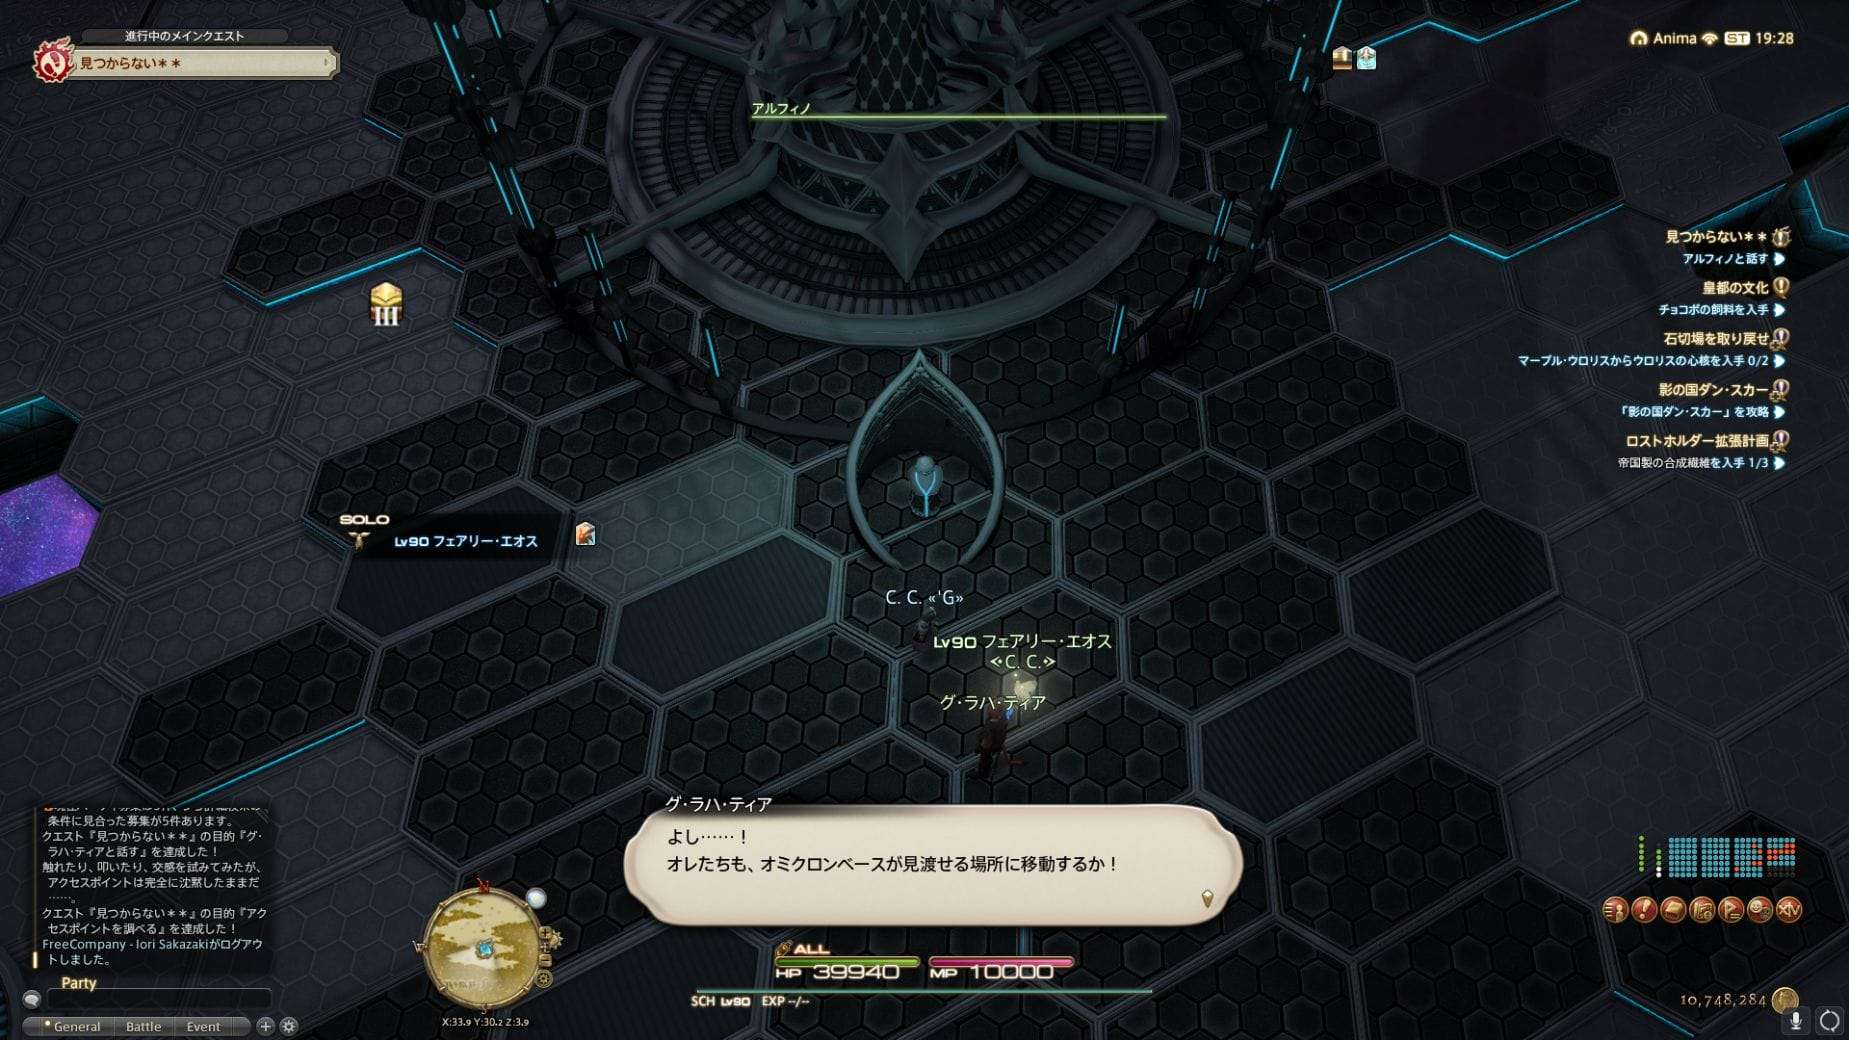 進行中のメインクエスト
見つからない＊＊
Anima ST 19:28
アルフィノ
見つからない＊＊
アルフィノと話す
皇都の文化
チョコボの飼料を入手
石切場を取り戻せ
マーブル・ウロリスからウロリスの心核を入手 0/2
影の国ダン・スカー
「影の国ダン・スカー」を攻略
ロストホルダー拡張計画
帝国製の合成繊維を入手 1/3
III
SOLO
Lv90 フェアリー・エオス
C. C. «'G»
Lv90 フェアリー・エオス
<C. C.>
グ・ラハ・ティア
グ・ラハ・ティア
よし……！
オレたちも、オミクロンベースが見渡せる場所に移動するか！
条件に見合った募集が5件あります。
クエスト『見つからない＊＊』の目的『グ・
ラハ・ティアと話す』を達成した！
触れたり、叩いたり、交感を試みてみたが、
アクセスポイントは完全に沈黙したままだ
……。
クエスト『見つからない＊＊』の目的『アク
セスポイントを調べる』を達成した！
FreeCompany - Iori Sakazakiがログアウ
トしました。
Party
General Battle Event
N
W
X:33.9 Y:30.2 Z:3.9
ALL
HP 39940 MP 10000
SCH Lv90 EXP --/--
XIV
10,748,284